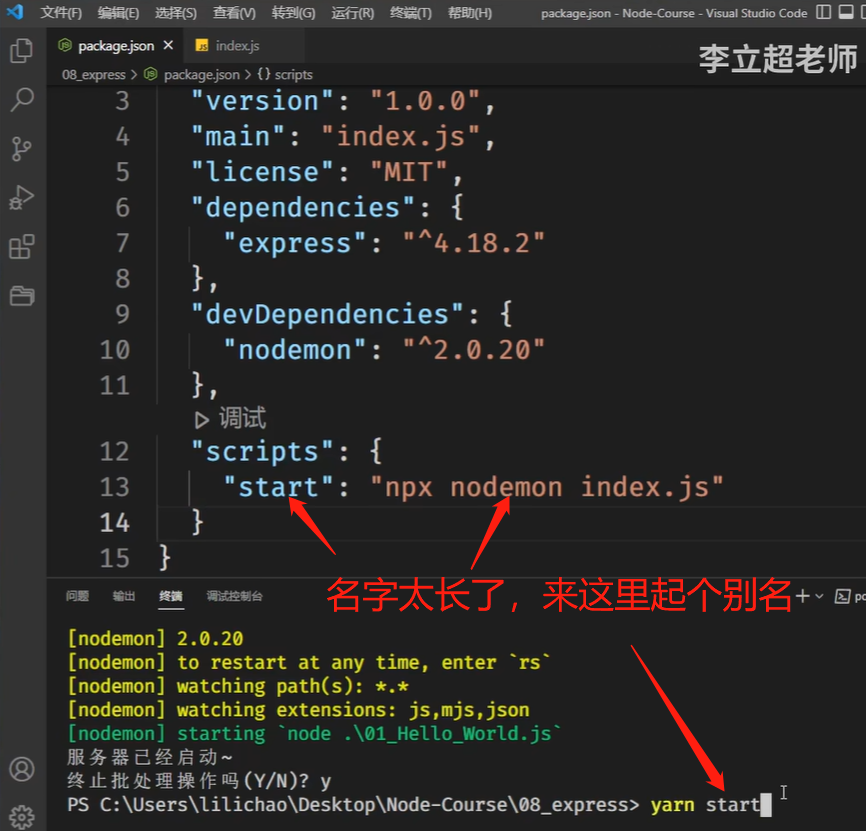 文件(F) 编辑(E) 选择(S) 查看(V) 转到(G) 运行(R) 终端(T) 帮助(H) package.json - Node-Course - Visual Studio Code
package.json index.js
李立超老师
08_express > package.json > {} scripts
3 "version": "1.0.0",
4 "main": "index.js",
5 "license": "MIT",
6 "dependencies": {
7 "express": "^4.18.2"
8 },
9 "devDependencies": {
10 "nodemon": "^2.0.20"
11 },
调试
12 "scripts": {
13 "start": "npx nodemon index.js"
14 }
15 }
名字太长了，来这里起个别名
问题 输出 终端 调试控制台
[nodemon] 2.0.20
[nodemon] to restart at any time, enter `rs`
[nodemon] watching path(s): *.*
[nodemon] watching extensions: js,mjs,json
[nodemon] starting `node .\01_Hello_World.js`
服务器已经启动~
终止批处理操作吗(Y/N)? y
PS C:\Users\lilichao\Desktop\Node-Course\08_express> yarn start